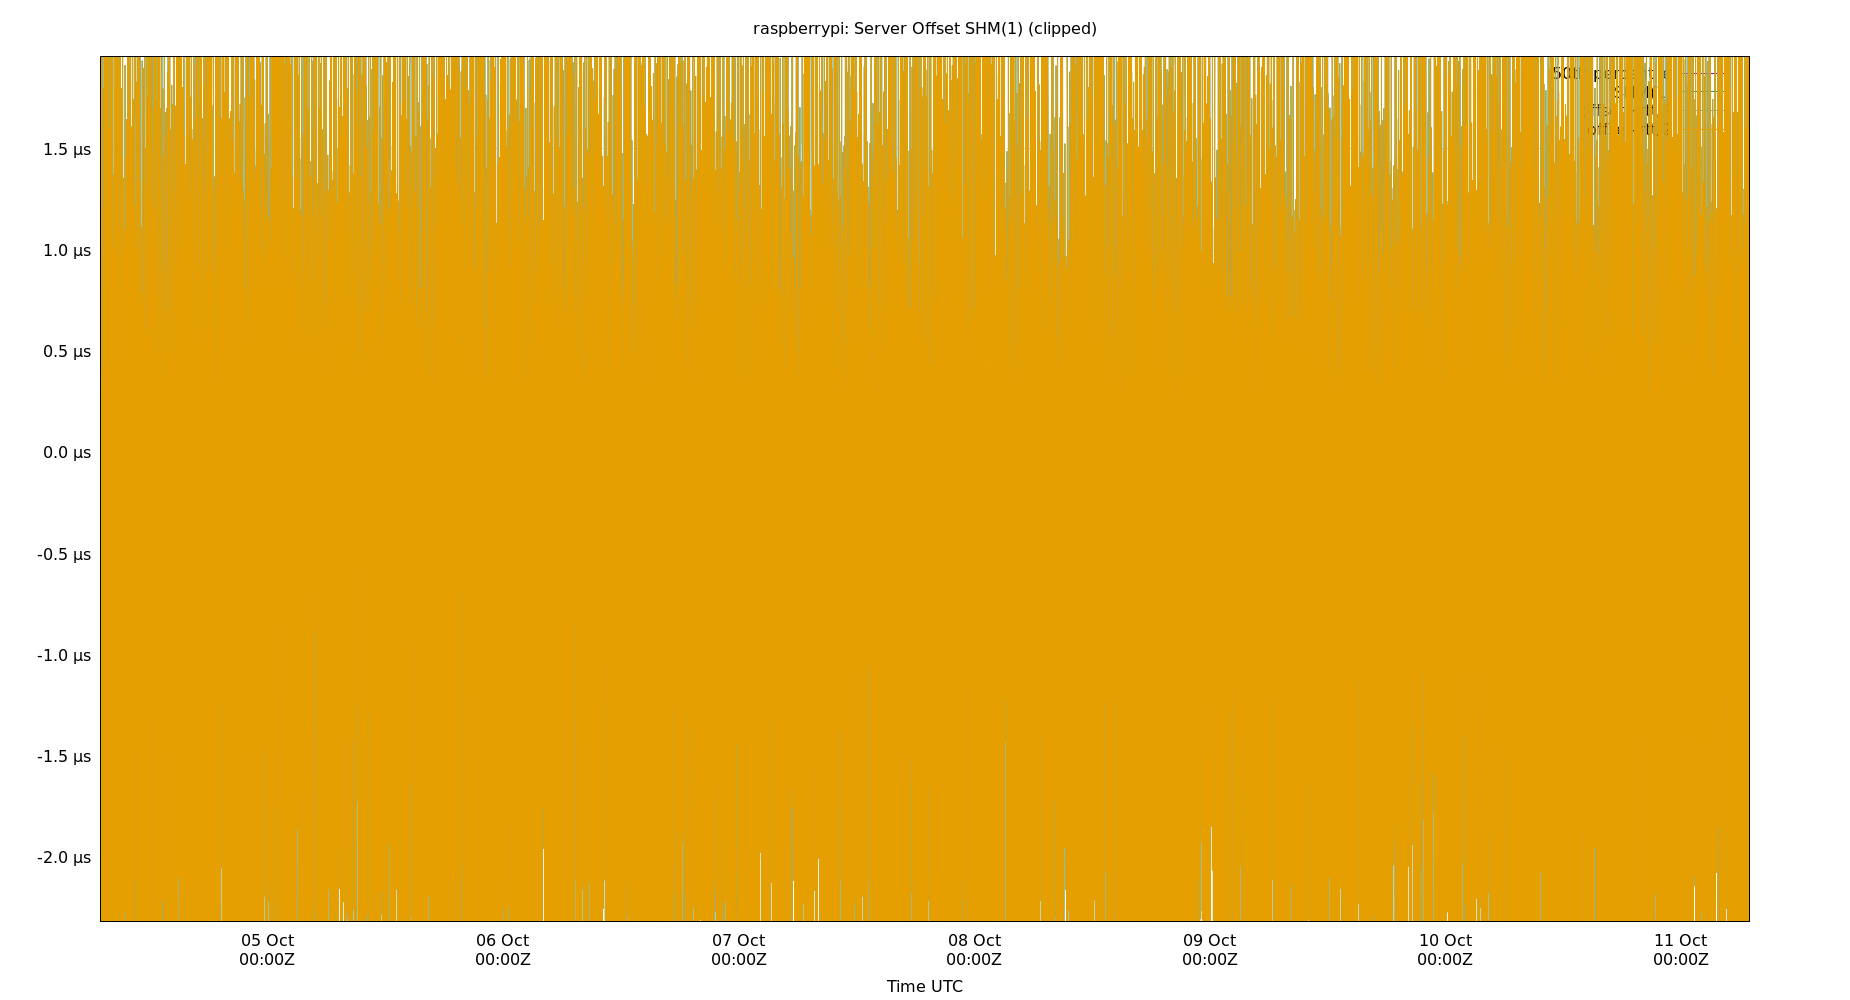 raspberrypi: Server Offset SHM(1) (clipped)
1.5 µs
1.0 µs
0.5 µs
0.0 µs
-0.5 µs
-1.0 µs
-1.5 µs
-2.0 µs
05 Oct 06 Oct 07 Oct 08 Oct 09 Oct 10 Oct 11 Oct
00:00Z 00:00Z 00:00Z 00:00Z 00:00Z 00:00Z 00:00Z
Time UTC